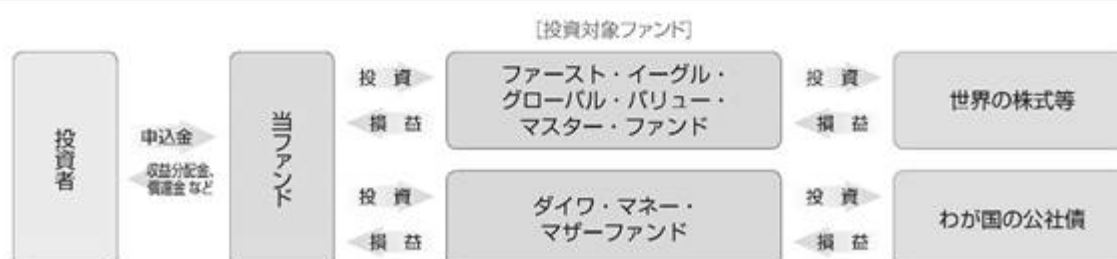 [投資対象ファンド]
投資者
申込金
収益分配金、
償還金 など
当ファンド
投 資
損 益
ファースト・イーグル・
グローバル・バリュー・
マスター・ファンド
投 資
損 益
世界の株式等
投 資
損 益
ダイワ・マネー・
マザーファンド
投 資
損 益
わが国の公社債